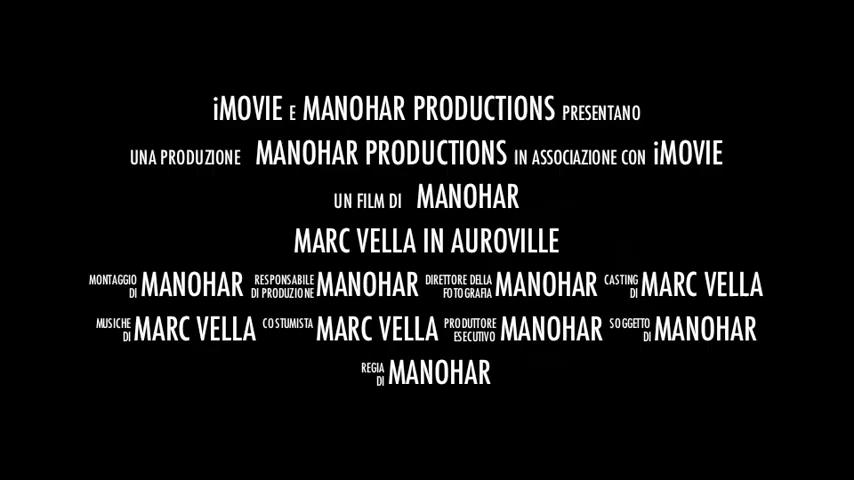 iMOVIE E MANOHAR PRODUCTIONS PRESENTANO
UNA PRODUZIONE MANOHAR PRODUCTIONS IN ASSOCIAZIONE CON iMOVIE
UN FILM DI MANOHAR
MARC VELLA IN AUROVILLE
MONTAGGIO DI MANOHAR RESPONSABILE DI PRODUZIONE MANOHAR DIRETTORE DELLA FOTOGRAFIA MANOHAR CASTING DI MARC VELLA
MUSICHE DI MARC VELLA COSTUMISTA MARC VELLA PRODUTTORE ESECUTIVO MANOHAR SOGGETTO DI MANOHAR
REGIA DI MANOHAR